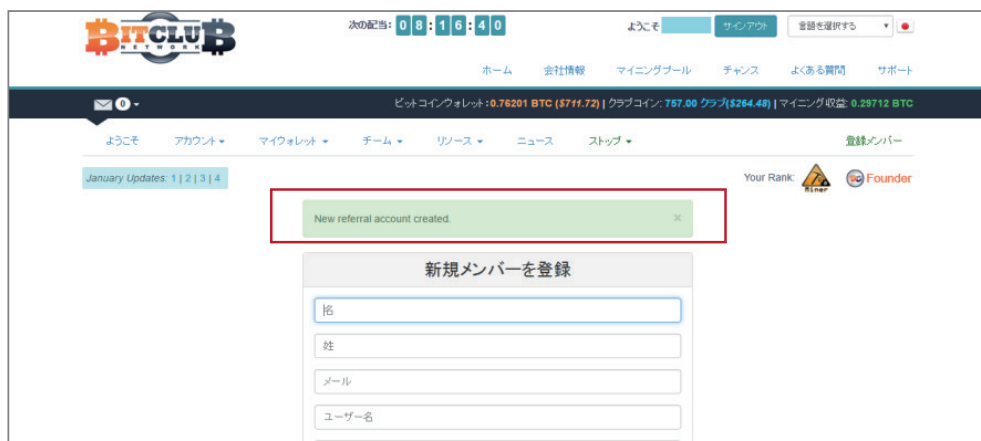 BITCLUB
NETWORK
次の配当: 08:16:40
ようこそ
サインアウト
言語を選択する
ホーム 会社情報 マイニングプール チャンス よくある質問 サポート
0
ビットコインウォレット:0.76201 BTC ($711.72) | クラブコイン: 757.00 クラブ($264.48) | マイニング収益: 0.29712 BTC
ようこそ アカウント マイウォレット チーム リソース ニュース ストップ 登録メンバー
January Updates: 1 | 2 | 3 | 4
Your Rank: Miner Founder
New referral account created. ×
新規メンバーを登録
名
姓
メール
ユーザー名